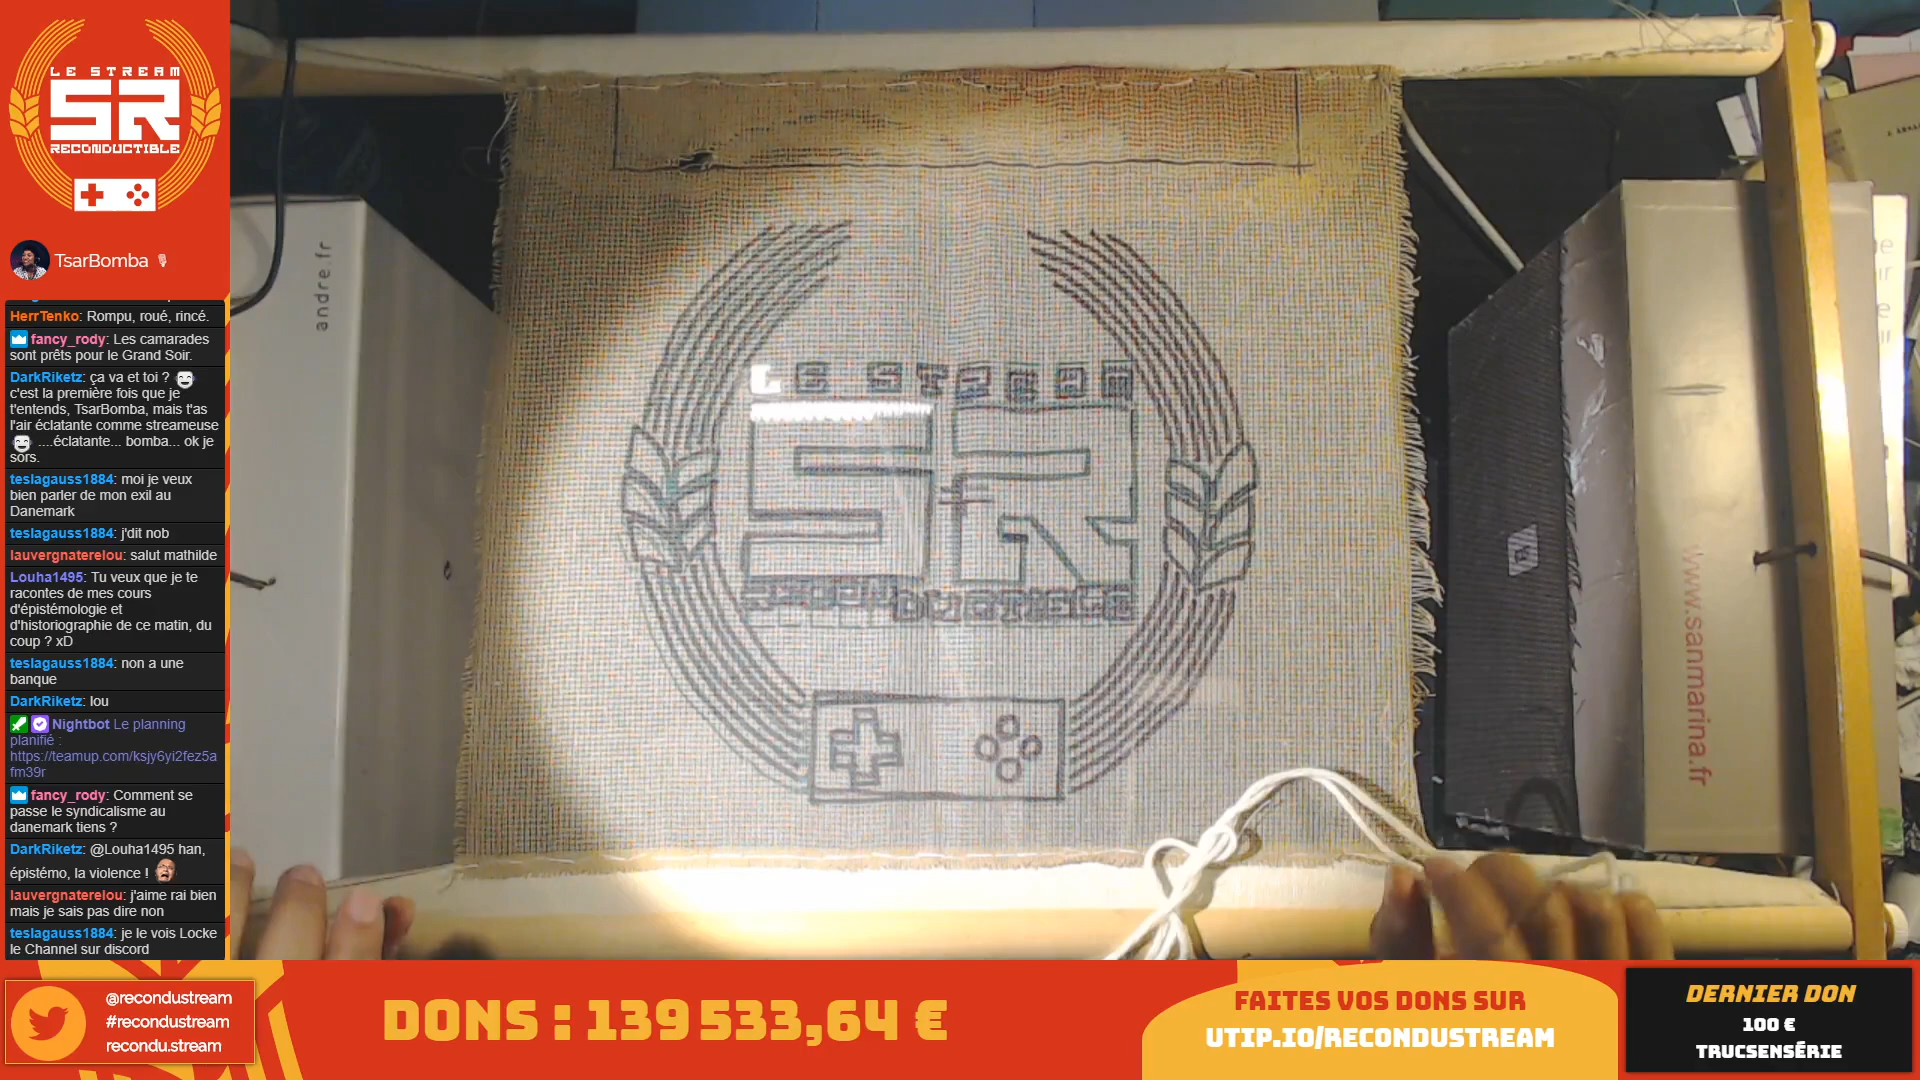 LE STREAM
SR
RECONDUCTIBLE
TsarBomba
HerrTenko: Rompu, roué, rincé.
fancy_rody: Les camarades
sont prêts pour le Grand Soir.
DarkRiketz: ça va et toi ?
c'est la première fois que je
t'entends, TsarBomba, mais t'as
l'air éclatante comme streameuse
....éclatante... bomba... ok je
sors.
teslagauss1884: moi je veux
bien parler de mon exil au
Danemark
teslagauss1884: j'dit nob
lauvergnaterelou: salut mathilde
Louha1495: Tu veux que je te
racontes de mes cours
d'épistémologie et
d'historiographie de ce matin, du
coup ? xD
teslagauss1884: non a une
banque
DarkRiketz: lou
Nightbot Le planning
planifié :
https://teamup.com/ksjy6yi2fez5a
fm39r
fancy_rody: Comment se
passe le syndicalisme au
danemark tiens ?
DarkRiketz: @Louha1495 han,
épistémo, la violence !
lauvergnaterelou: j'aime rai bien
mais je sais pas dire non
teslagauss1884: je le vois Locke
le Channel sur discord
andre.fr
LE STREAM
SR
RECONDUCTIBLE
www.sanmarina.fr
@recondustream
#recondustream
recondu.stream
DONS : 139 533,64 €
FAITES VOS DONS SUR
UTIP.IO/RECONDUSTREAM
DERNIER DON
100 €
TRUCSENSÉRIE